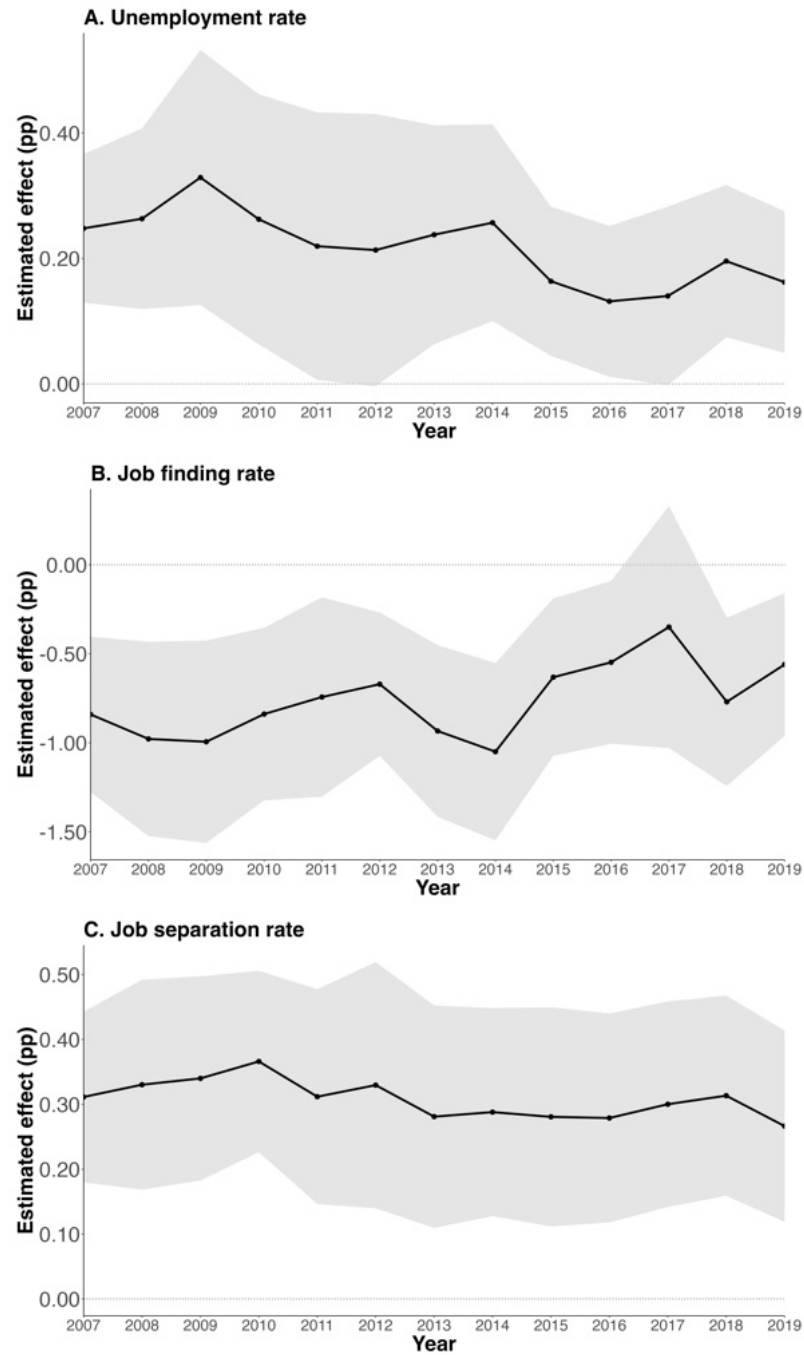 A. Unemployment rate
Estimated effect (pp)
0.40
0.20
0.00
2007 2008 2009 2010 2011 2012 2013 2014 2015 2016 2017 2018 2019
Year
B. Job finding rate
Estimated effect (pp)
0.00
-0.50
-1.00
-1.50
2007 2008 2009 2010 2011 2012 2013 2014 2015 2016 2017 2018 2019
Year
C. Job separation rate
Estimated effect (pp)
0.50
0.40
0.30
0.20
0.10
0.00
2007 2008 2009 2010 2011 2012 2013 2014 2015 2016 2017 2018 2019
Year